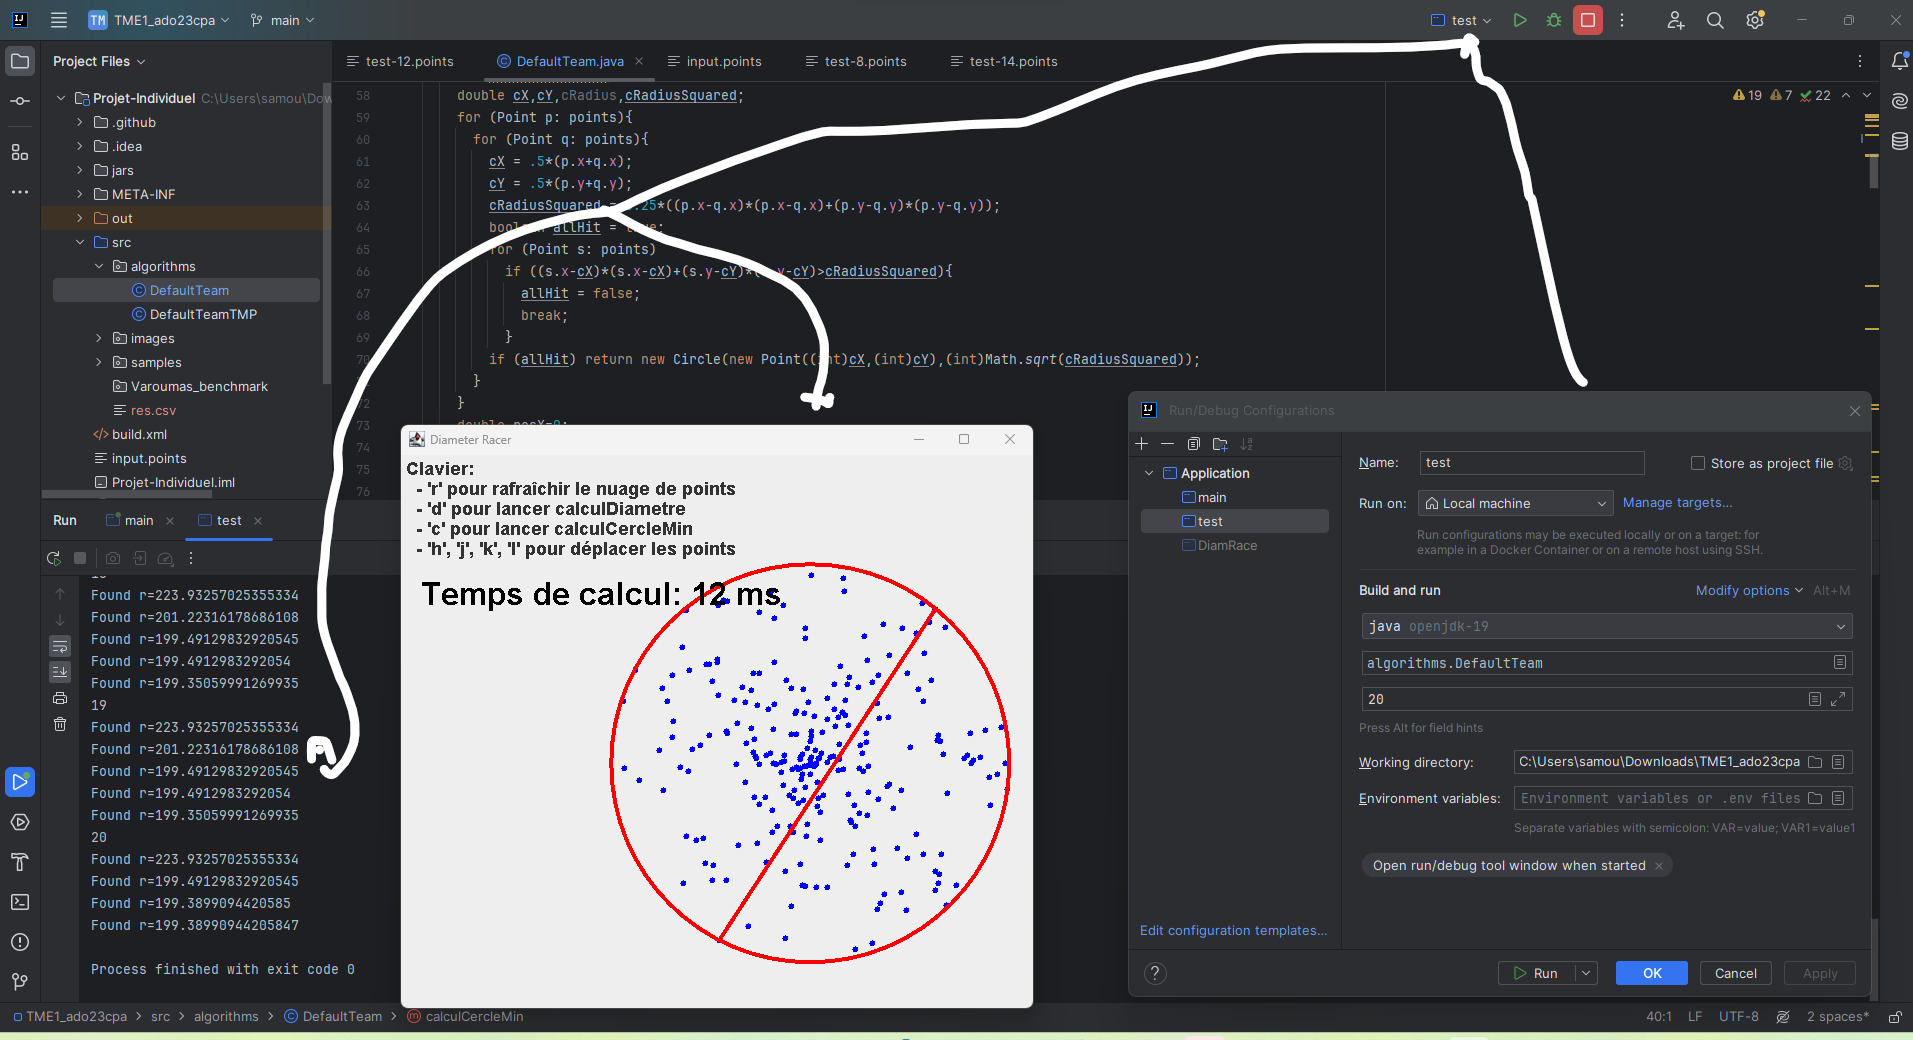 TM TME1_ado23cpa
main
test
Project Files
test-12.points
DefaultTeam.java
input.points
test-8.points
test-14.points
Projet-Individuel C:\Users\samou\Dow
.github
.idea
jars
META-INF
out
src
algorithms
DefaultTeam
DefaultTeamTMP
images
samples
Varoumas_benchmark
res.csv
build.xml
input.points
Projet-Individuel.iml
19 7 22
58 double cX,cY,cRadius,cRadiusSquared;
59 for (Point p: points){
60 for (Point q: points){
61 cX = .5*(p.x+q.x);
62 cY = .5*(p.y+q.y);
63 cRadiusSquared 25*((p.x-q.x)*(p.x-q.x)+(p.y-q.y)*(p.y-q.y));
64 allHit =
65 for (Point s: points)
66 if ((s.x-cX)*(s.x-cX)+(s.y-cY)* -cY)>cRadiusSquared){
67 allHit = false;
68 break;
69 }
if (allHit) return new Circle(new Point((int)cX,(int)cY),(int)Math.sqrt(cRadiusSquared));
}
72 }
73
74
75
76
Run
main
test
Found r=223.93257025355334
Found r=201.22316178686108
Found r=199.49129832920545
Found r=199.4912983292054
Found r=199.35059991269935
19
Found r=223.93257025355334
Found r=201.22316178686108
Found r=199.49129832920545
Found r=199.4912983292054
Found r=199.35059991269935
20
Found r=223.93257025355334
Found r=199.49129832920545
Found r=199.3899094420585
Found r=199.38990944205847
Process finished with exit code 0
Diameter Racer
Clavier:
- 'r' pour rafraîchir le nuage de points
- 'd' pour lancer calculDiametre
- 'c' pour lancer calculCercleMin
- 'h', 'j', 'k', 'l' pour déplacer les points
Temps de calcul: 12 ms
Run/Debug Configurations
Application
main
test
DiamRace
Edit configuration templates...
Name: test
Store as project file
Run on: Local machine
Manage targets...
Run configurations may be executed locally or on a target: for
example in a Docker Container or on a remote host using SSH.
Build and run
Modify options Alt+M
java openjdk-19
algorithms.DefaultTeam
20
Press Alt for field hints
Working directory: C:\Users\samou\Downloads\TME1_ado23cpa
Environment variables: Environment variables or .env files
Separate variables with semicolon: VAR=value; VAR1=value1
Open run/debug tool window when started
? Run OK Cancel Apply
TME1_ado23cpa > src > algorithms > DefaultTeam > calculCercleMin
40:1 LF UTF-8 2 spaces*